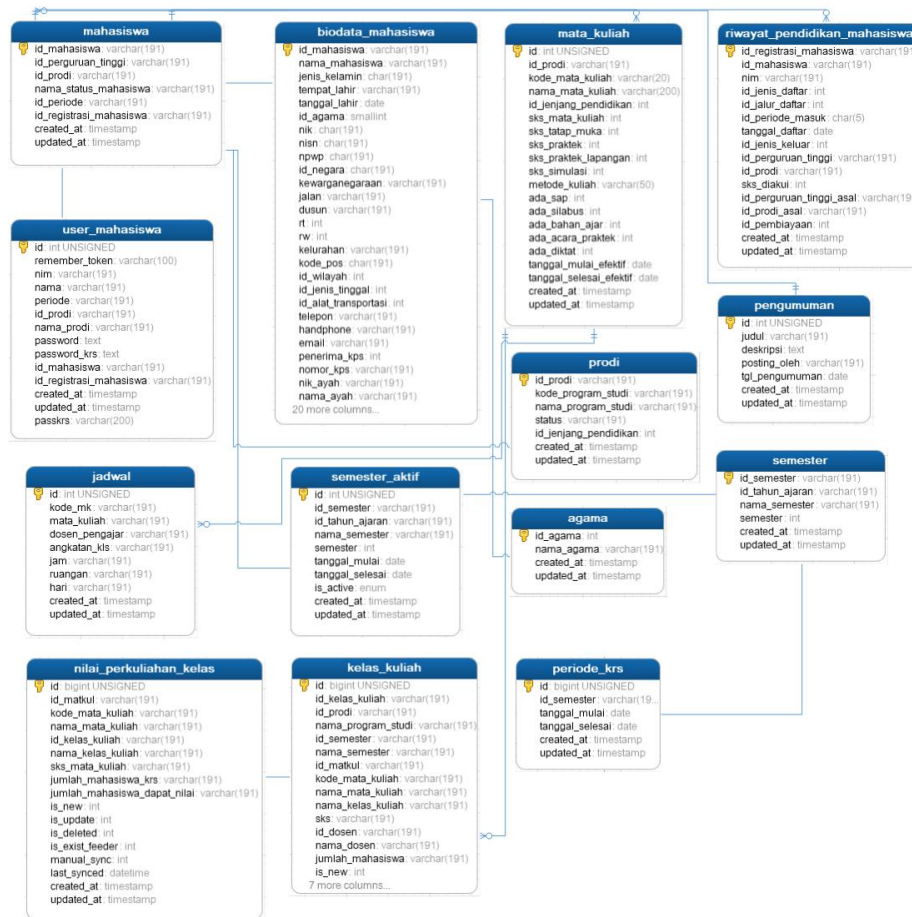 mahasiswa
id_mahasiswa: varchar(191)
id_perguruan_tinggi: varchar(191)
id_prodi: varchar(191)
nama_status_mahasiswa: varchar(191)
id_periode: varchar(191)
id_registrasi_mahasiswa: varchar(191)
created_at: timestamp
updated_at: timestamp
biodata_mahasiswa
id_mahasiswa: varchar(191)
nama_mahasiswa: varchar(191)
jenis_kelamin: char(191)
tempat_lahir: varchar(191)
tanggal_lahir: date
id_agama: smallint
nik: char(191)
nisn: char(191)
npwp: char(191)
id_negara: char(191)
kewarganegaraan: varchar(191)
jalan: varchar(191)
dusun: varchar(191)
rt: int
rw: int
kelurahan: varchar(191)
kode_pos: char(191)
id_wilayah: int
id_jenis_tinggal: int
id_alat_transportasi: int
telepon: varchar(191)
handphone: varchar(191)
email: varchar(191)
penerima_kps: int
nomor_kps: varchar(191)
nik_ayah: varchar(191)
nama_ayah: varchar(191)
20 more columns...
mata_kuliah
id: int UNSIGNED
id_prodi: varchar(191)
kode_mata_kuliah: varchar(20)
nama_mata_kuliah: varchar(200)
id_jenjang_pendidikan: int
sks_mata_kuliah: int
sks_tatap_muka: int
sks_praktek: int
sks_praktek_lapangan: int
sks_simulasi: int
metode_kuliah: varchar(50)
ada_sap: int
ada_silabus: int
ada_bahan_ajar: int
ada_acara_praktek: int
ada_diktat: int
tanggal_mulai_efektif: date
tanggal_selesai_efektif: date
created_at: timestamp
updated_at: timestamp
riwayat_pendidikan_mahasiswa
id_registrasi_mahasiswa: varchar(191)
id_mahasiswa: varchar(191)
nim: varchar(191)
id_jenis_daftar: int
id_jalur_daftar: int
id_periode_masuk: char(5)
tanggal_daftar: date
id_jenis_keluar: int
id_perguruan_tinggi: varchar(191)
id_prodi: varchar(191)
sks_diakui: int
id_perguruan_tinggi_asal: varchar(191)
id_prodi_asal: varchar(191)
id_pembiayaan: int
created_at: timestamp
updated_at: timestamp
user_mahasiswa
id: int UNSIGNED
remember_token: varchar(100)
nim: varchar(191)
nama: varchar(191)
periode: varchar(191)
id_prodi: varchar(191)
nama_prodi: varchar(191)
password: text
password_krs: text
id_mahasiswa: varchar(191)
id_registrasi_mahasiswa: varchar(191)
created_at: timestamp
updated_at: timestamp
passkrs: varchar(200)
pengumuman
id: int UNSIGNED
judul: varchar(191)
deskripsi: text
posting_oleh: varchar(191)
tgl_pengumuman: date
created_at: timestamp
updated_at: timestamp
prodi
id_prodi: varchar(191)
kode_program_studi: varchar(191)
nama_program_studi: varchar(191)
status: varchar(191)
id_jenjang_pendidikan: int
created_at: timestamp
updated_at: timestamp
jadwal
id: int UNSIGNED
kode_mk: varchar(191)
mata_kuliah: varchar(191)
dosen_pengajar: varchar(191)
angkatan_kls: varchar(191)
jam: varchar(191)
ruangan: varchar(191)
hari: varchar(191)
created_at: timestamp
updated_at: timestamp
semester_aktif
id: int UNSIGNED
id_semester: varchar(191)
id_tahun_ajaran: varchar(191)
nama_semester: varchar(191)
semester: int
tanggal_mulai: date
tanggal_selesai: date
is_active: enum
created_at: timestamp
updated_at: timestamp
agama
id_agama: int
nama_agama: varchar(191)
created_at: timestamp
updated_at: timestamp
semester
id_semester: varchar(191)
id_tahun_ajaran: varchar(191)
nama_semester: varchar(191)
semester: int
created_at: timestamp
updated_at: timestamp
nilai_perkuliahan_kelas
id: bigint UNSIGNED
id_matkul: varchar(191)
kode_mata_kuliah: varchar(191)
nama_mata_kuliah: varchar(191)
id_kelas_kuliah: varchar(191)
nama_kelas_kuliah: varchar(191)
sks_mata_kuliah: varchar(191)
jumlah_mahasiswa_krs: varchar(191)
jumlah_mahasiswa_dapat_nilai: varchar(191)
is_new: int
is_update: int
is_deleted: int
is_exist_feeder: int
manual_sync: int
last_synced: datetime
created_at: timestamp
updated_at: timestamp
kelas_kuliah
id: bigint UNSIGNED
id_kelas_kuliah: varchar(191)
id_prodi: varchar(191)
nama_program_studi: varchar(191)
id_semester: varchar(191)
nama_semester: varchar(191)
id_matkul: varchar(191)
kode_mata_kuliah: varchar(191)
nama_mata_kuliah: varchar(191)
nama_kelas_kuliah: varchar(191)
sks: varchar(191)
id_dosen: varchar(191)
nama_dosen: varchar(191)
jumlah_mahasiswa: varchar(191)
is_new: int
7 more columns...
periode_krs
id: bigint UNSIGNED
id_semester: varchar(19...
tanggal_mulai: date
tanggal_selesai: date
created_at: timestamp
updated_at: timestamp